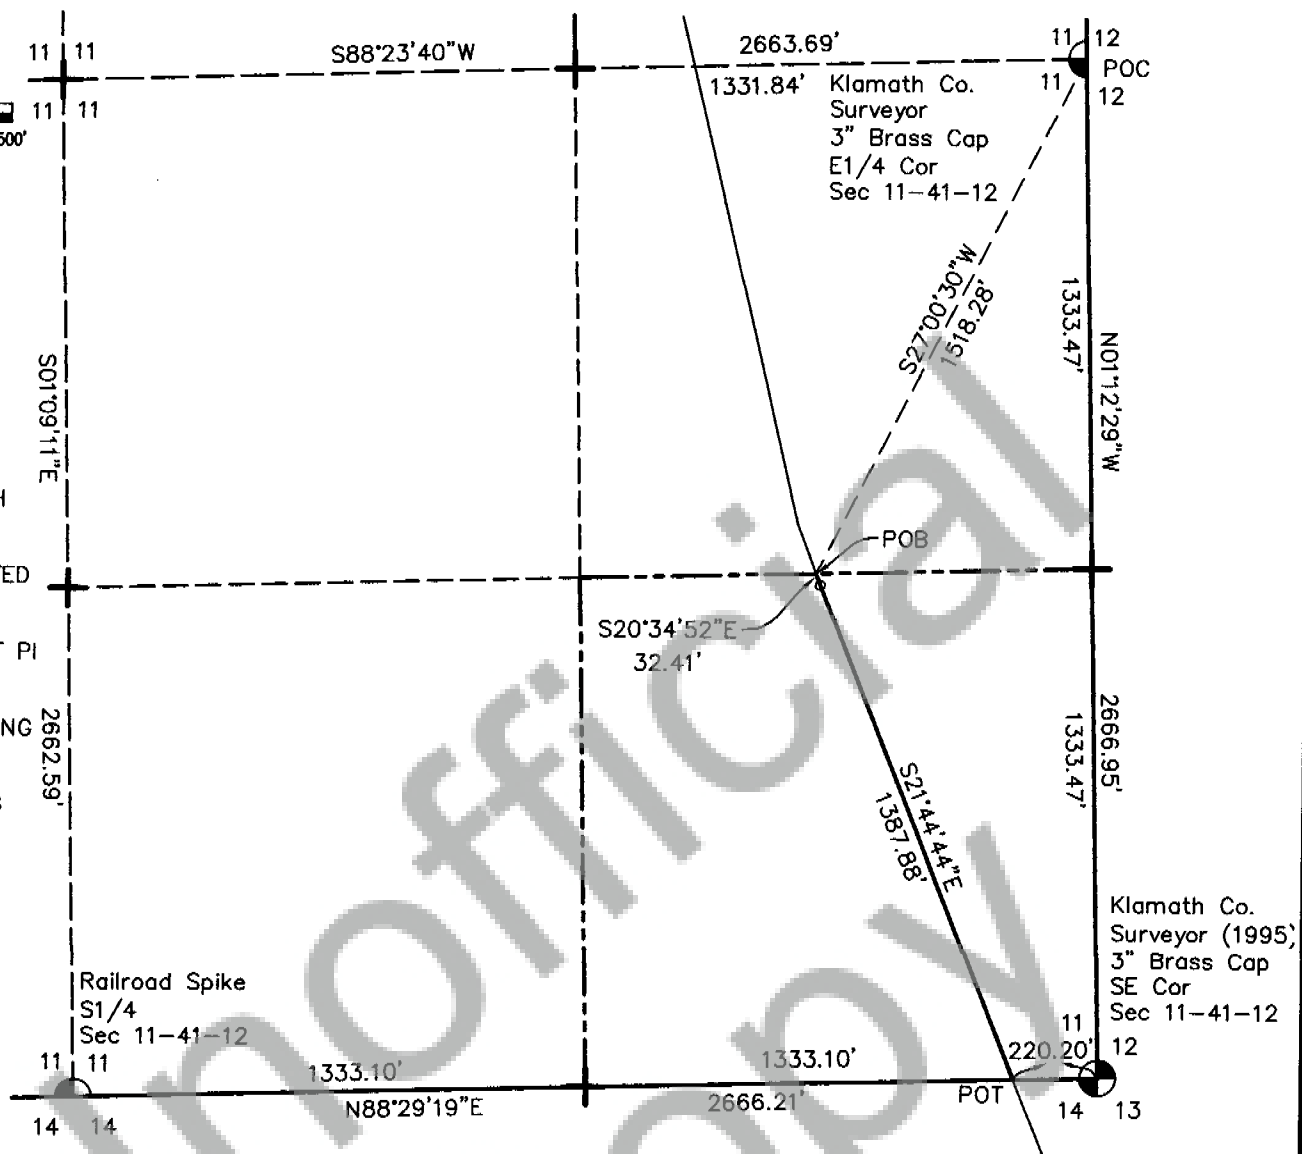 11 11
S88°23'40"W
2663.69'
11 12
POC
11 11
1331.84'
11 12
500'
Klamath Co.
Surveyor
3" Brass Cap
E1/4 Cor
Sec 11-41-12
S27°00'30"W
1518.28'
1333.47'
N01°12'29"W
S01°09'11"E
H
ED
POB
S20°34'52"E
32.41'
T PI
NG
2662.59'
S21°44'44"E
1387.88'
1333.47'
2666.95'
Klamath Co.
Surveyor (1995)
3" Brass Cap
SE Cor
Sec 11-41-12
Railroad Spike
S1/4
Sec 11-41-12
11 11
1333.10'
1333.10'
220.20'
11
12
N88°29'19"E
2666.21'
POT
14 13
14 14
Unofficial
Copy